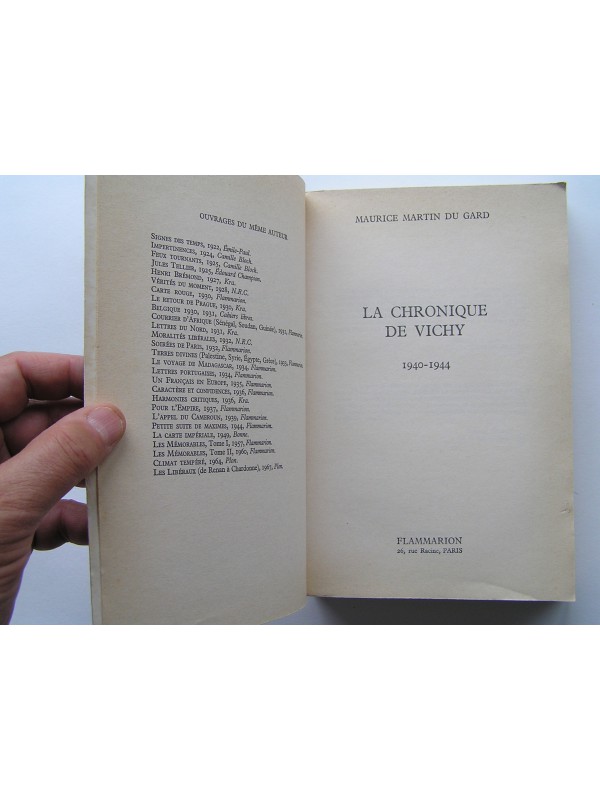 OUVRAGES DU MÊME AUTEUR
SIGNES DES TEMPS, 1922, Émile-Paul.
IMPERTINENCES, 1924, Camille Bloch.
FEUX TOURNANTS, 1925, Camille Bloch.
JULES TELLIER, 1925, Édouard Champion.
HENRI BRÉMOND, 1927, Kra.
VÉRITÉS DU MOMENT, 1928, N.R.C.
CARTE ROUGE, 1930, Flammarion.
LE RETOUR DE PRAGUE, 1930, Kra.
BELGIQUE 1930, 1931, Cahiers libres.
COURRIER D'AFRIQUE (Sénégal, Soudan, Guinée), 1931, Flammarion.
LETTRES DU NORD, 1931, Kra.
MORALITÉS LIBÉRALES, 1932, N.R.C.
SOIRÉES DE PARIS, 1932, Flammarion.
TERRES DIVINES (Palestine, Syrie, Égypte, Grèce), 1933, Flammarion.
LE VOYAGE DE MADAGASCAR, 1934, Flammarion.
LETTRES PORTUGAISES, 1934, Flammarion.
UN FRANÇAIS EN EUROPE, 1935, Flammarion.
CARACTÈRE ET CONFIDENCES, 1936, Flammarion.
HARMONIES CRITIQUES, 1936, Kra.
POUR L'EMPIRE, 1937, Flammarion.
L'APPEL DU CAMEROUN, 1939, Flammarion.
PETITE SUITE DE MAXIMES, 1944, Flammarion.
LA CARTE IMPÉRIALE, 1949, Bonne.
LES MÉMORABLES, Tome I, 1957, Flammarion.
LES MÉMORABLES, Tome II, 1960, Flammarion.
CLIMAT TEMPÉRÉ, 1964, Plon.
LES LIBÉRAUX (de Renan à Chardonne), 1967, Plon.
MAURICE MARTIN DU GARD
LA CHRONIQUE
DE VICHY
1940-1944
FLAMMARION
26, rue Racine, PARIS